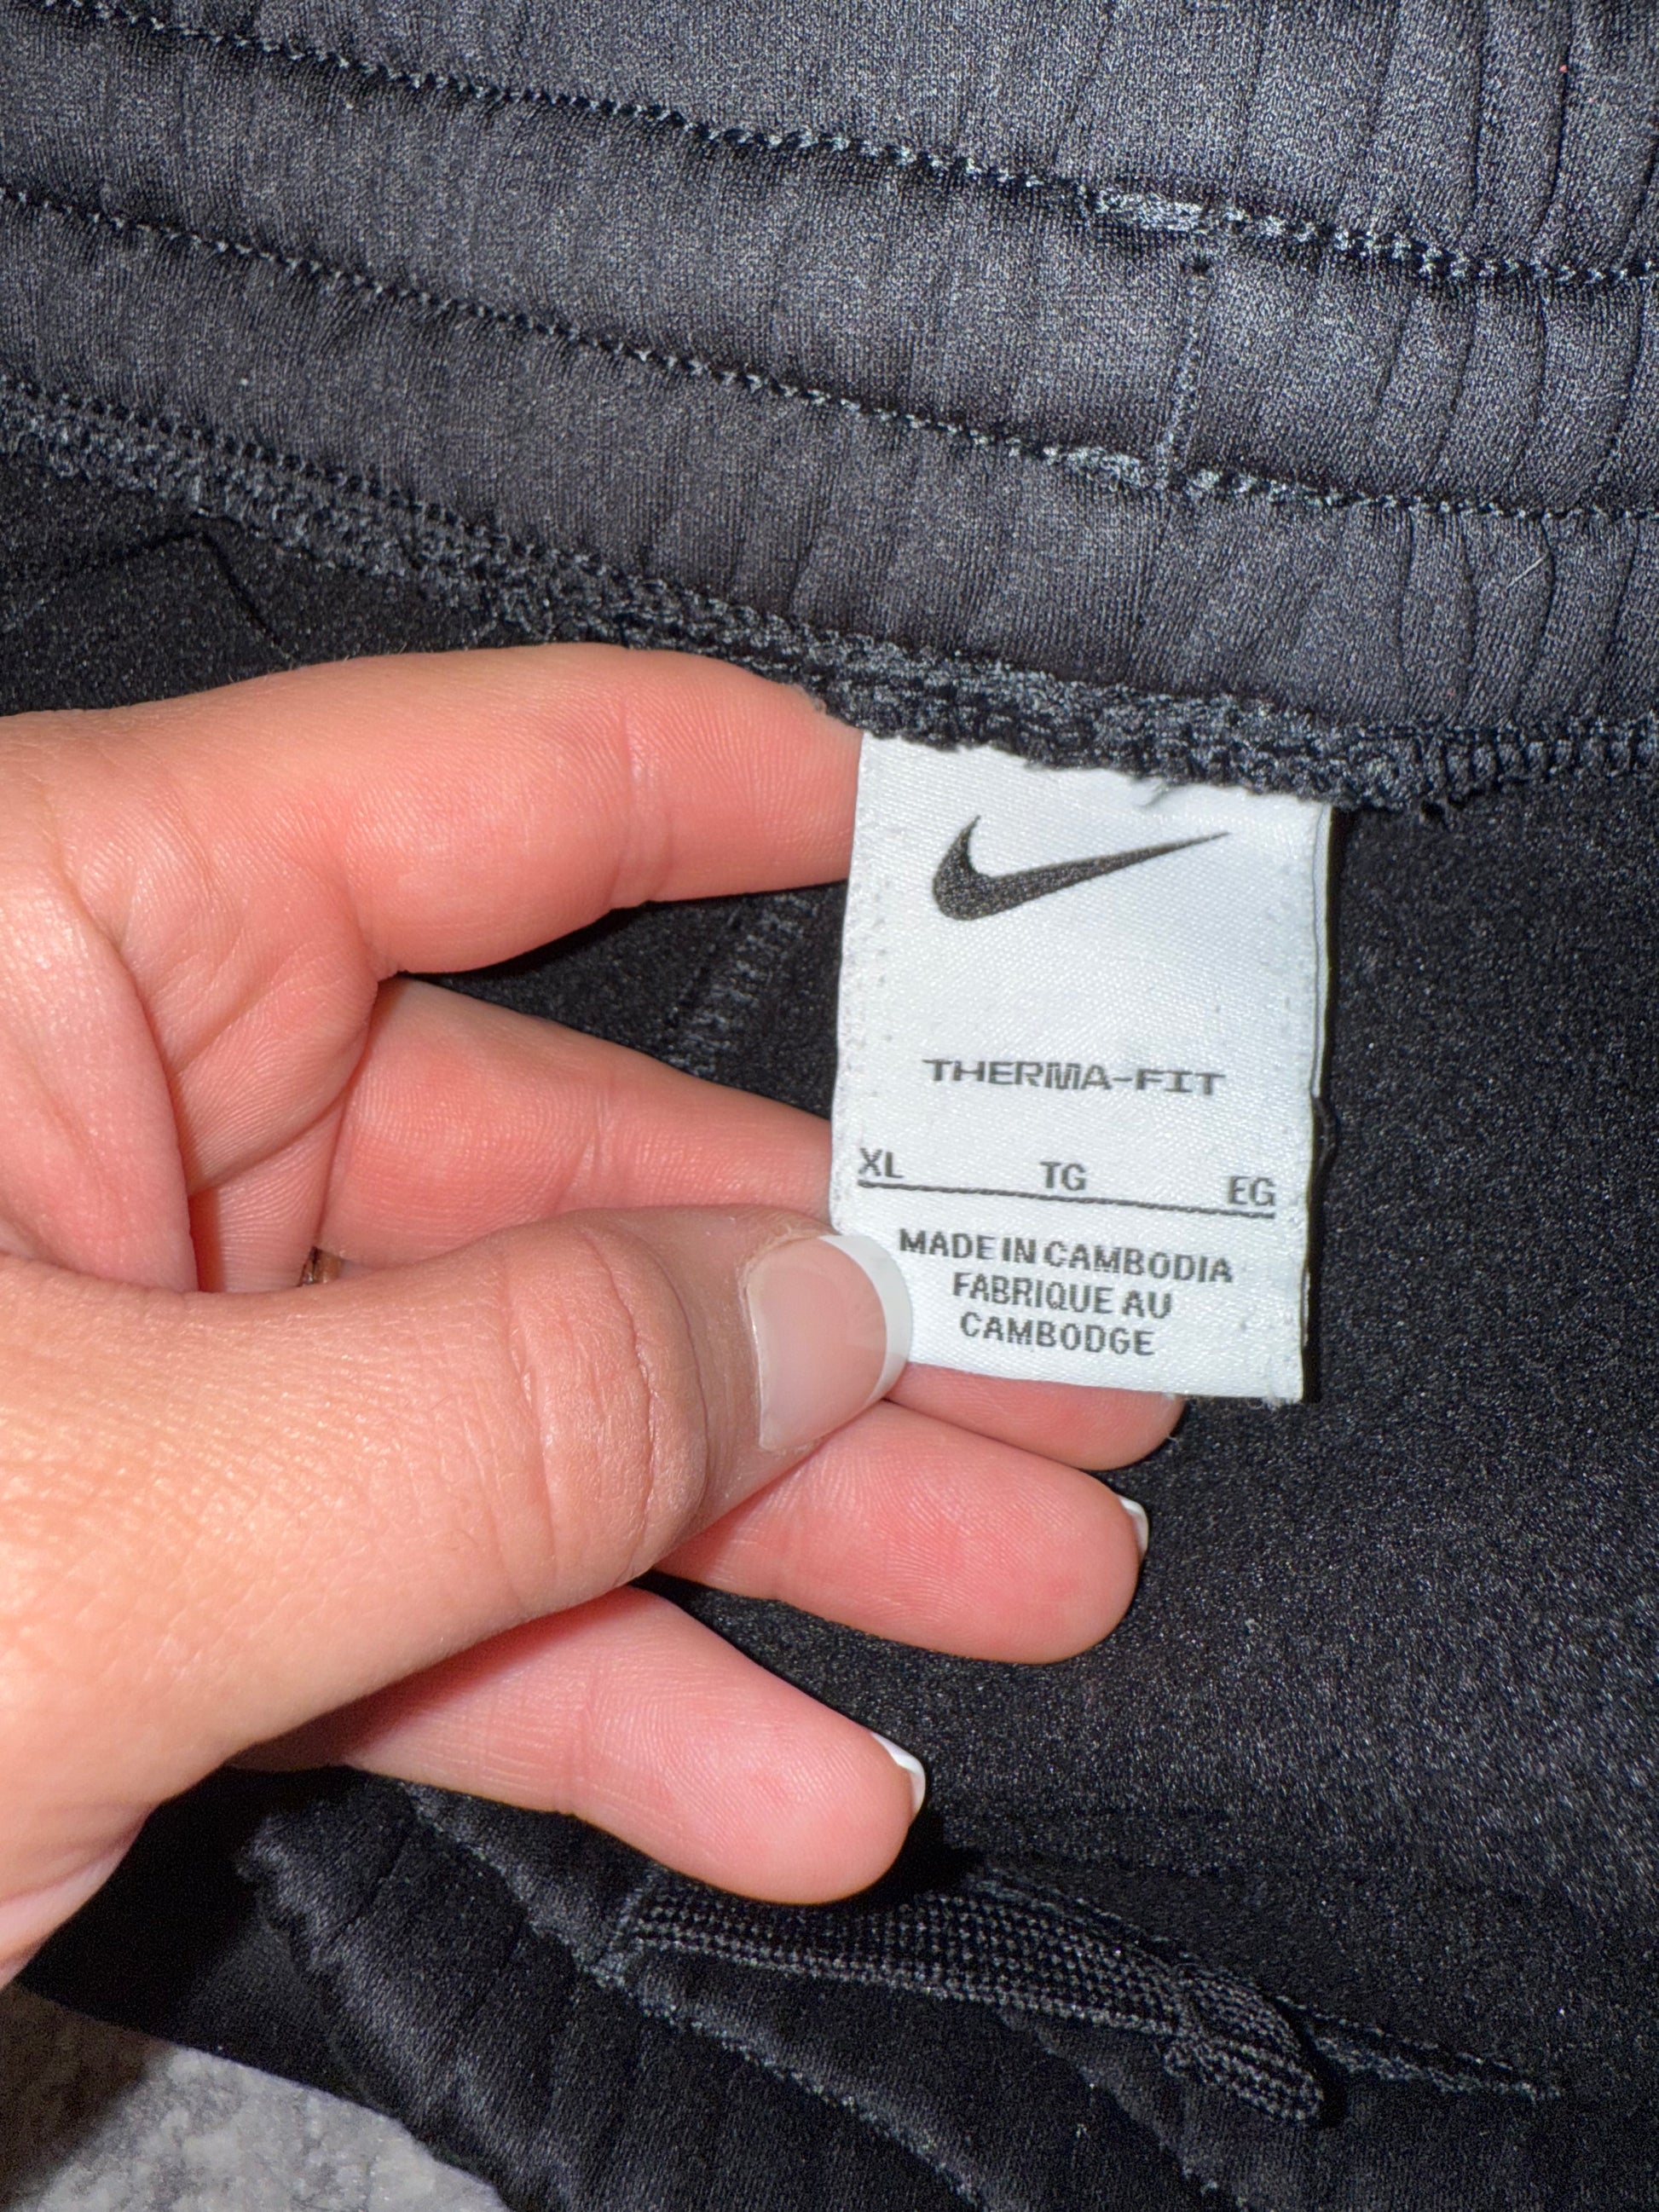 THERMA-FIT
XL TG EG
MADE IN CAMBODIA
FABRIQUE AU
CAMBODGE